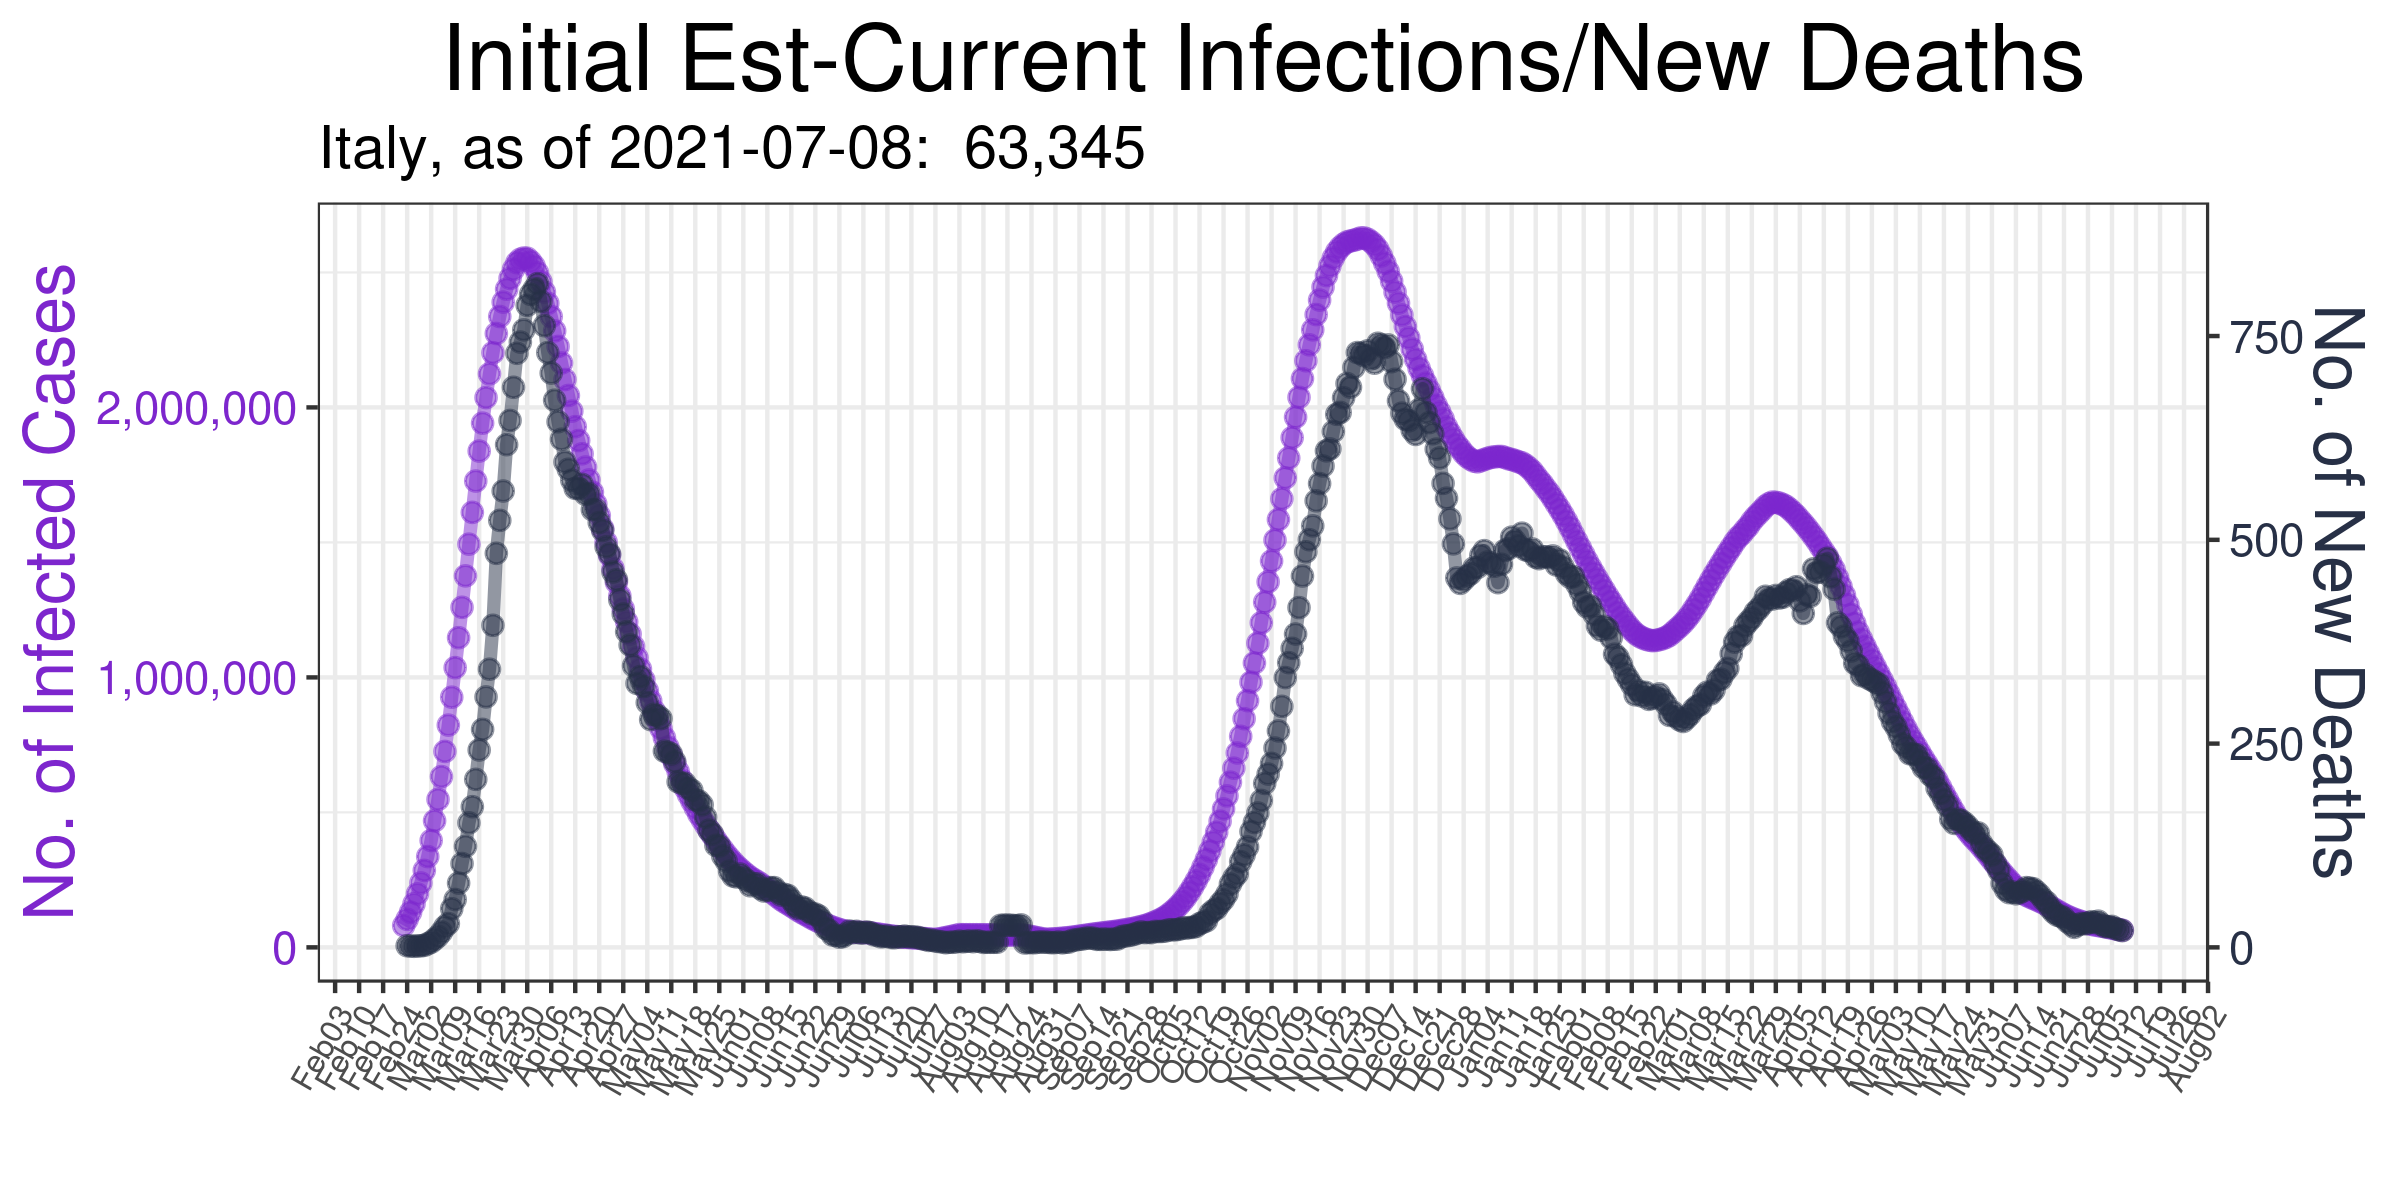 Initial Est-Current Infections/New Deaths
Italy, as of 2021-07-08: 63,345
No. of Infected Cases
2,000,000
1,000,000
0
750
500
250
0
No. of New Deaths
Feb03
Feb10
Feb17
Feb24
Mar02
Mar09
Mar16
Mar23
Mar30
Apr06
Apr13
Apr20
Apr27
May04
May11
May18
May25
Jun01
Jun08
Jun15
Jun22
Jun29
Jul06
Jul13
Jul20
Jul27
Aug03
Aug10
Aug17
Aug24
Aug31
Sep07
Sep14
Sep21
Sep28
Oct05
Oct12
Oct19
Oct26
Nov02
Nov09
Nov16
Nov23
Nov30
Dec07
Dec14
Dec21
Dec28
Jan04
Jan11
Jan18
Jan25
Feb01
Feb08
Feb15
Feb22
Mar01
Mar08
Mar15
Mar22
Mar29
Apr05
Apr12
Apr19
Apr26
May03
May10
May17
May24
May31
Jun07
Jun14
Jun21
Jun28
Jul05
Jul12
Jul19
Jul26
Aug02